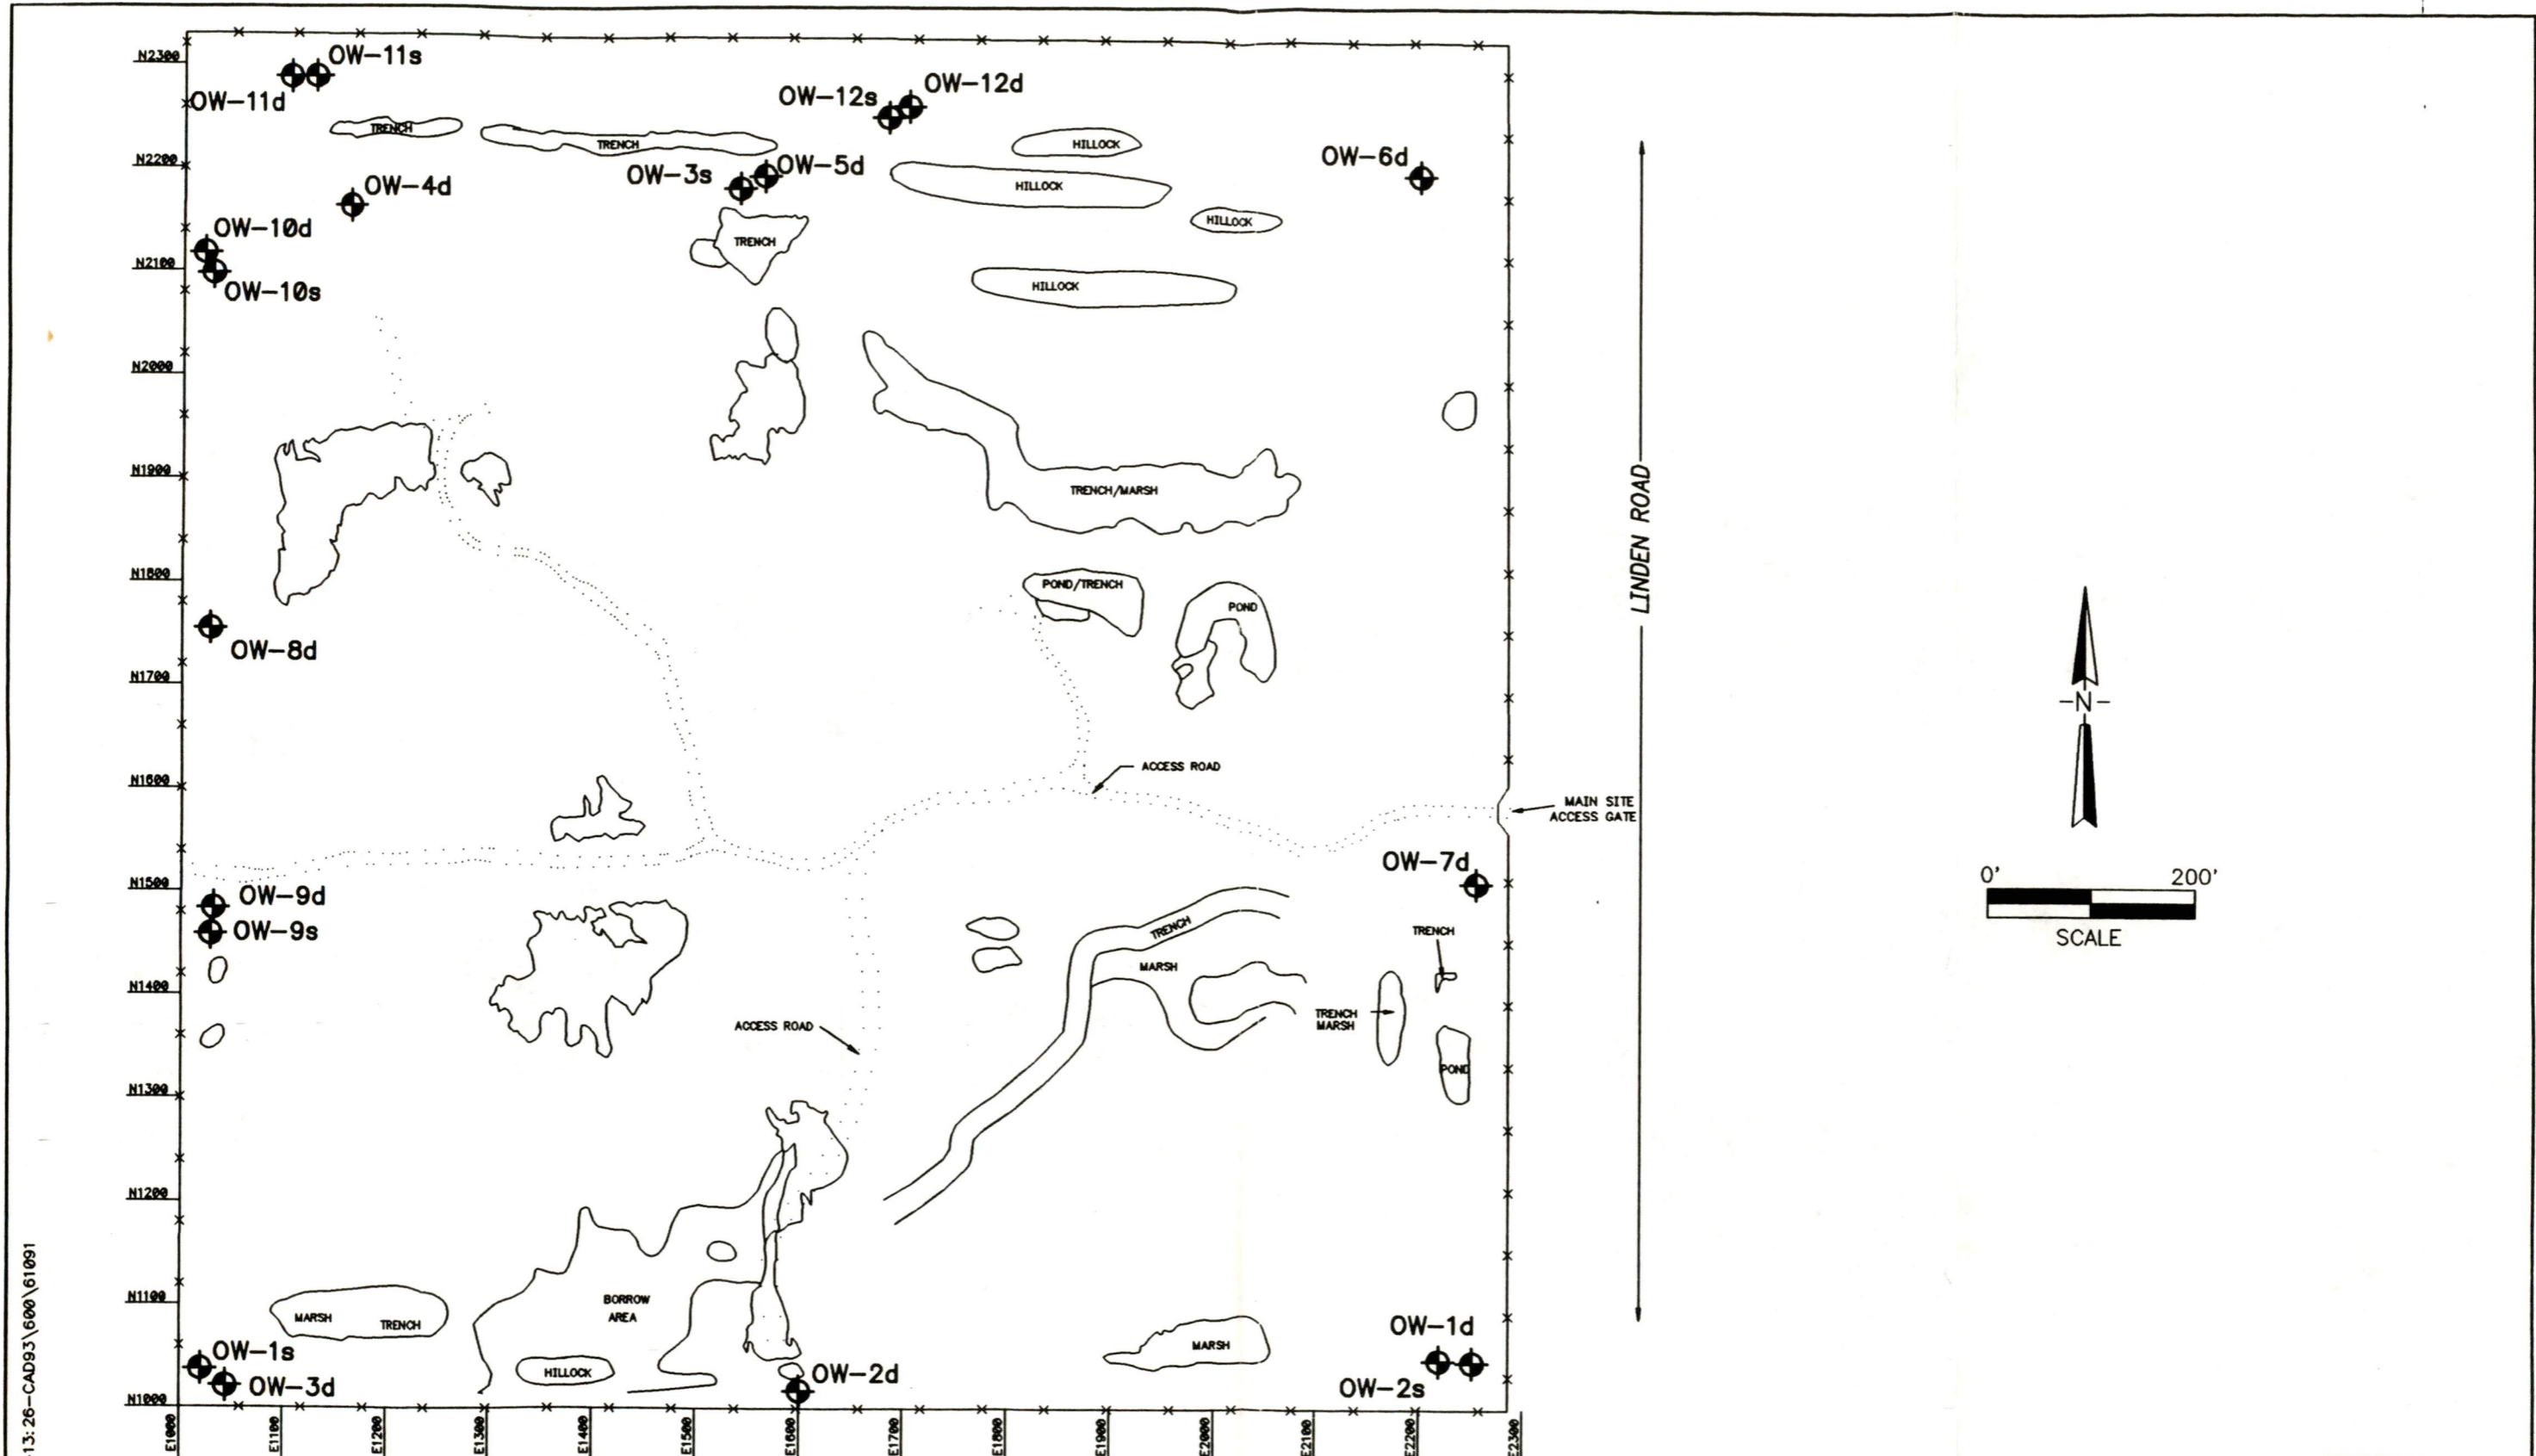 N2300
OW-11s
OW-11d
OW-12s
OW-12d
TRENCH
TRENCH
HILLOCK
N2200
OW-3s
OW-5d
OW-6d
OW-4d
HILLOCK
HILLOCK
OW-10d
TRENCH
N2100
OW-10s
HILLOCK
N2000
N1900
TRENCH/MARSH
LINDEN ROAD
N1800
POND/TRENCH
POND
OW-8d
N1700
-N-
ACCESS ROAD
N1600
MAIN SITE
ACCESS GATE
OW-7d
0' 200'
SCALE
N1500
OW-9d
OW-9s
TRENCH
TRENCH
MARSH
N1400
TRENCH
MARSH
ACCESS ROAD
POND
N1300
N1200
N1100
BORROW
AREA
MARSH TRENCH
OW-1d
MARSH
OW-1s
HILLOCK
OW-2d
OW-3d
OW-2s
N1000
E1000
E1100
E1200
E1300
E1400
E1500
E1600
E1700
E1800
E1900
E2000
E2100
E2200
E2300
13:26-CAD93\600\61091